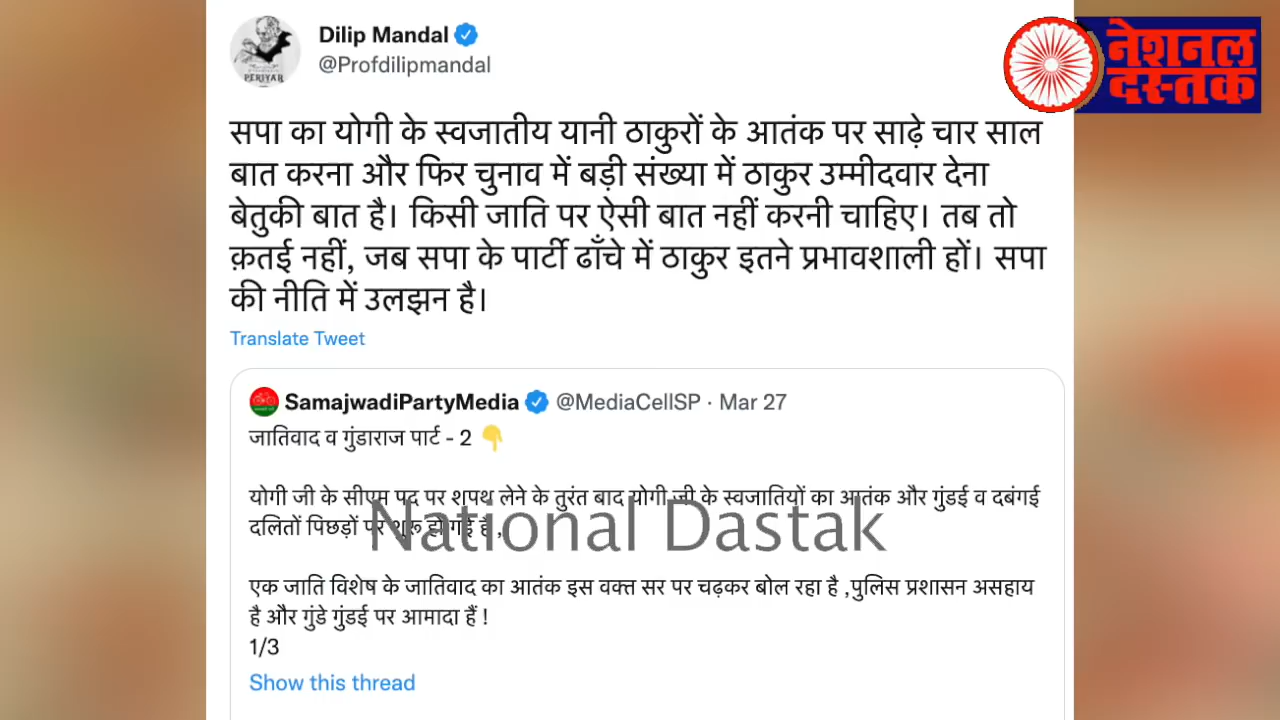 Dilip Mandal
@Profdilipmandal
PERIYAR
नेशनल
दस्तक
सपा का योगी के स्वजातीय यानी ठाकुरों के आतंक पर साढ़े चार साल
बात करना और फिर चुनाव में बड़ी संख्या में ठाकुर उम्मीदवार देना
बेतुकी बात है। किसी जाति पर ऐसी बात नहीं करनी चाहिए। तब तो
क़तई नहीं, जब सपा के पार्टी ढाँचे में ठाकुर इतने प्रभावशाली हों। सपा
की नीति में उलझन है।
Translate Tweet
SamajwadiPartyMedia @MediaCellSP · Mar 27
जातिवाद व गुंडाराज पार्ट - 2 👇
योगी जी के सीएम पद पर शपथ लेने के तुरंत बाद योगी जी के स्वजातियों का आतंक और गुंडई व दबंगई
दलितों पिछड़ों पर शुरू हो गई है ,
National Dastak
एक जाति विशेष के जातिवाद का आतंक इस वक्त सर पर चढ़कर बोल रहा है ,पुलिस प्रशासन असहाय
है और गुंडे गुंडई पर आमादा हैं !
1/3
Show this thread